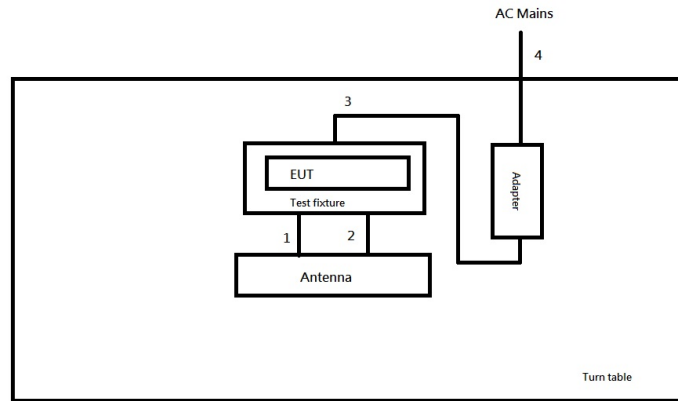 AC Mains
4
3
EUT
Test fixture
Adapter
1
2
Antenna
Turn table